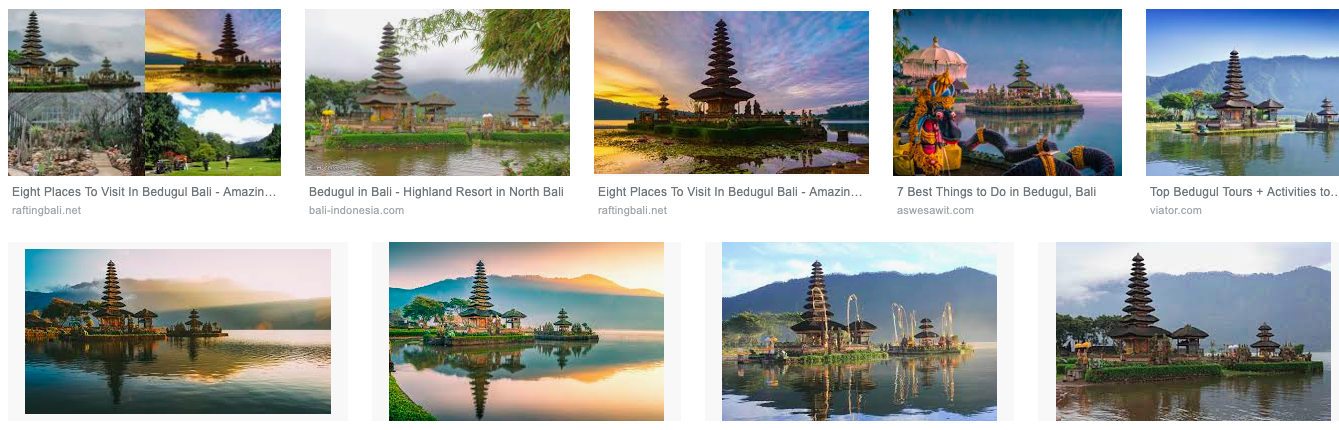 Eight Places To Visit In Bedugul Bali - Amazin…
Bedugul in Bali - Highland Resort in North Bali
Eight Places To Visit In Bedugul Bali - Amazin…
7 Best Things to Do in Bedugul, Bali
Top Bedugul Tours + Activities to…
raftingbali.net
bali-indonesia.com
raftingbali.net
aswesawit.com
viator.com